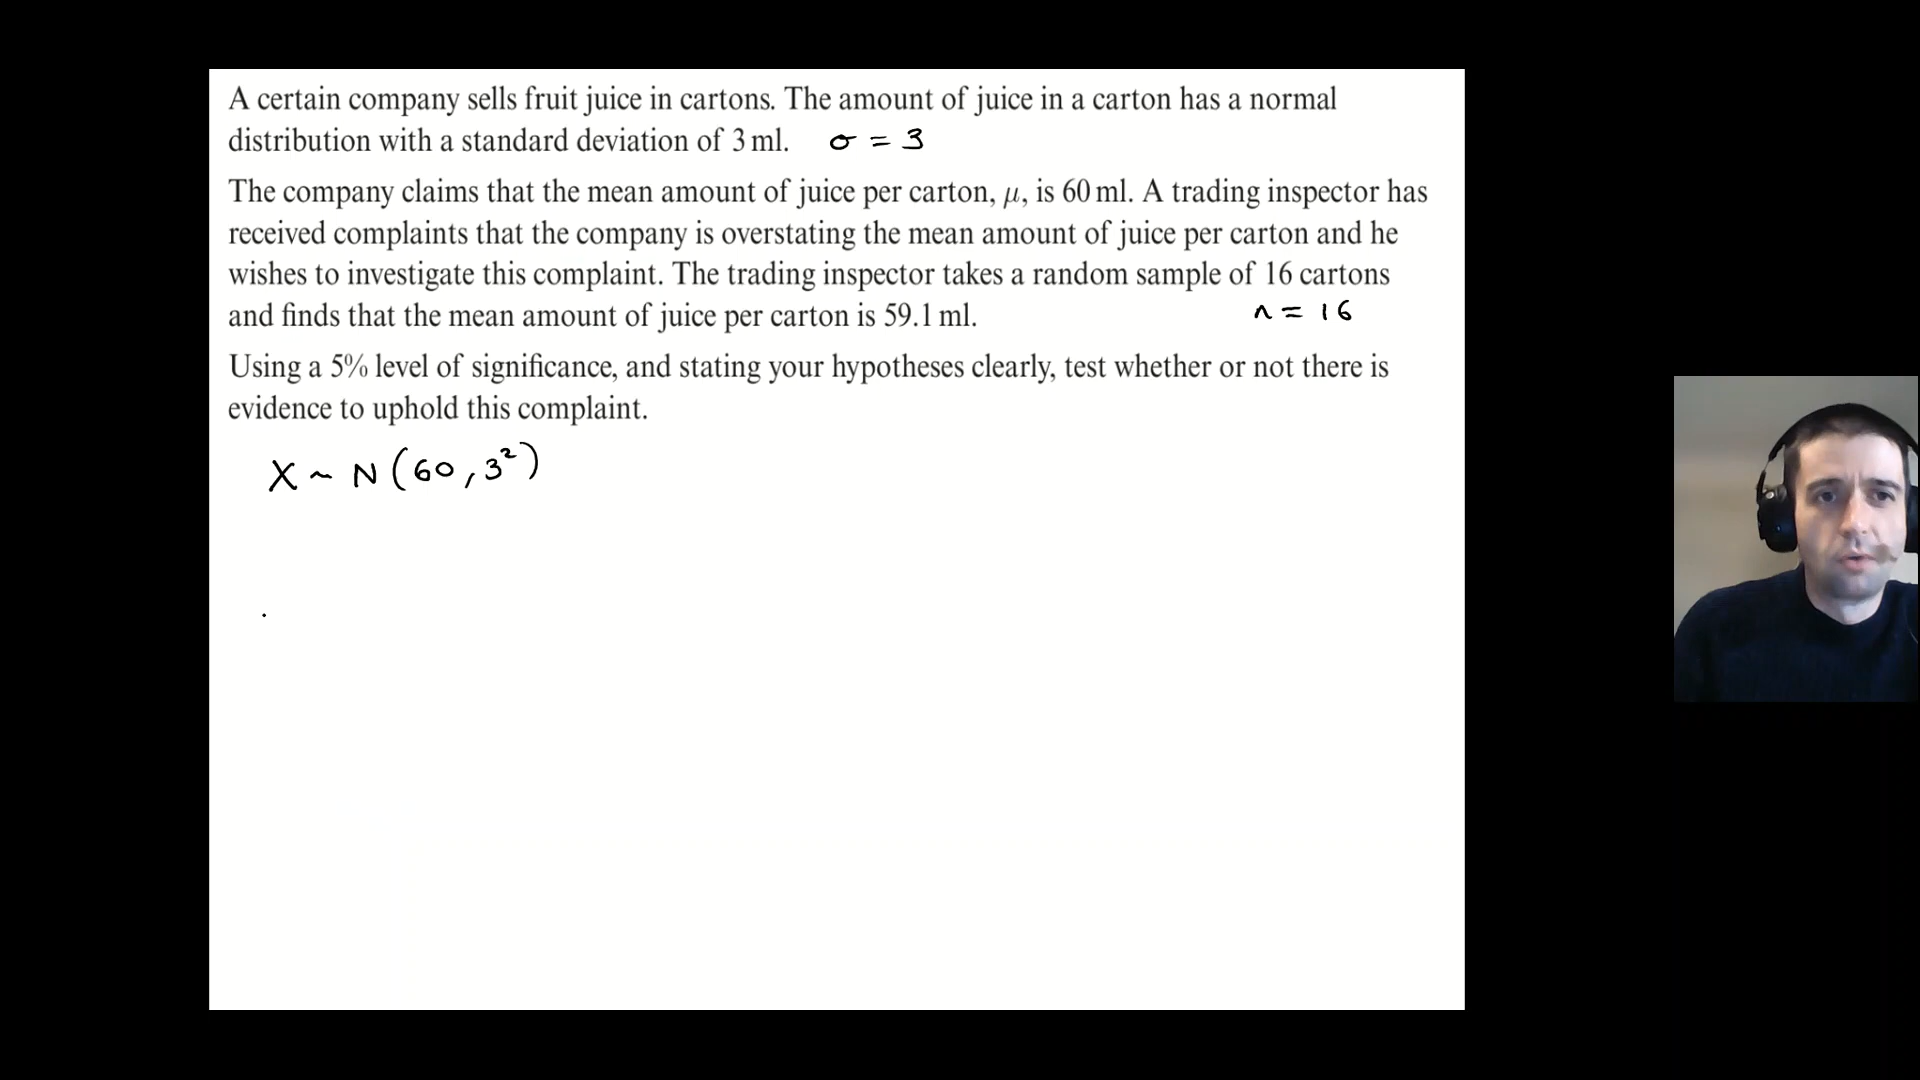 A certain company sells fruit juice in cartons. The amount of juice in a carton has a normal
distribution with a standard deviation of 3 ml. σ = 3
The company claims that the mean amount of juice per carton, μ, is 60 ml. A trading inspector has
received complaints that the company is overstating the mean amount of juice per carton and he
wishes to investigate this complaint. The trading inspector takes a random sample of 16 cartons
and finds that the mean amount of juice per carton is 59.1 ml. n = 16
Using a 5% level of significance, and stating your hypotheses clearly, test whether or not there is
evidence to uphold this complaint.
X ~ N(60, 3²)